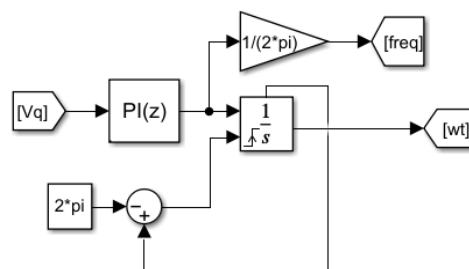 1/(2*pi)
[freq]
[Vq]
PI(z)
1
s
[wt]
2*pi